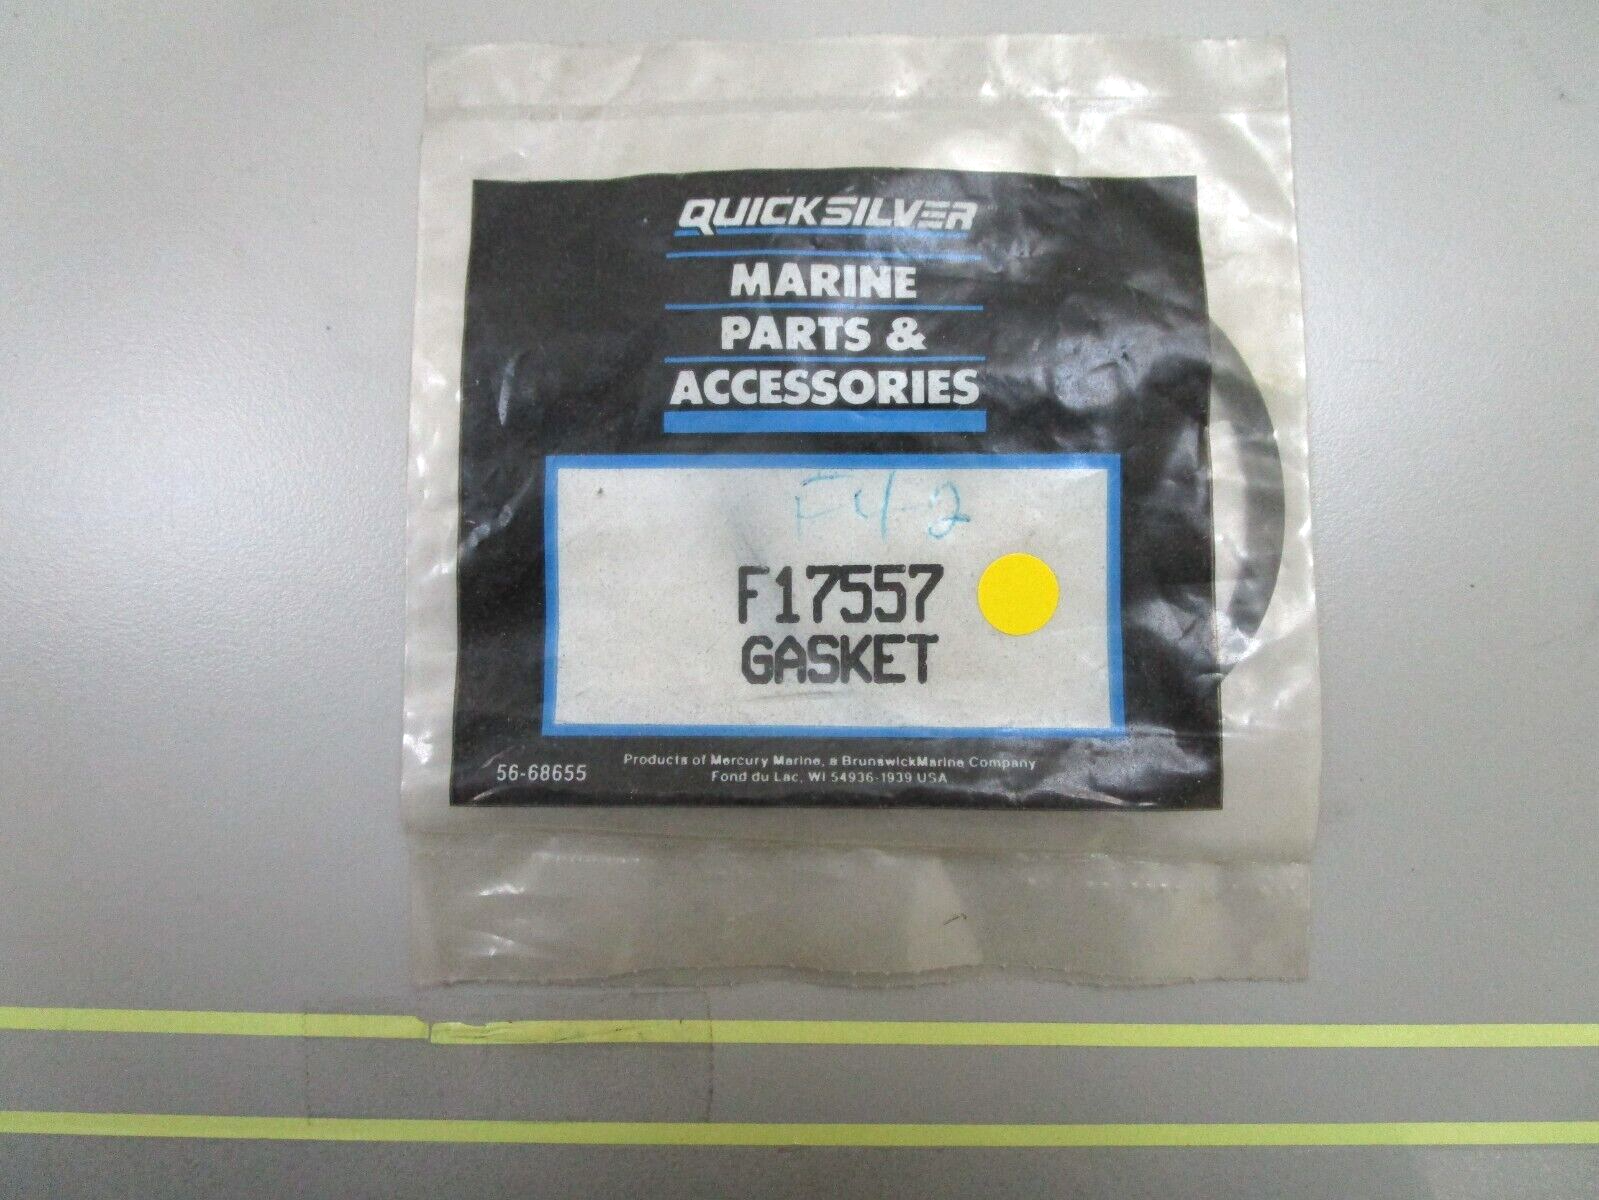 QUICKSILVER
MARINE
PARTS &
ACCESSORIES
F4-2
F17557
GASKET
Products of Mercury Marine, a BrunswickMarine Company
56-68655
Fond du Lac, WI 54936-1939 USA